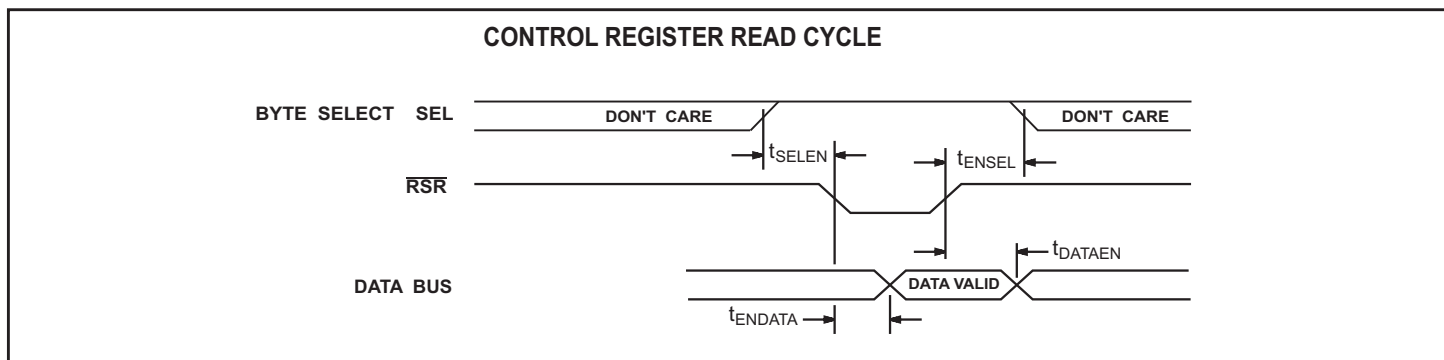 CONTROL REGISTER READ CYCLE
BYTE SELECT SEL
DON'T CARE
DON'T CARE
tSELEN
tENSEL
RSR
tDATAEN
DATA BUS
DATA VALID
tENDATA